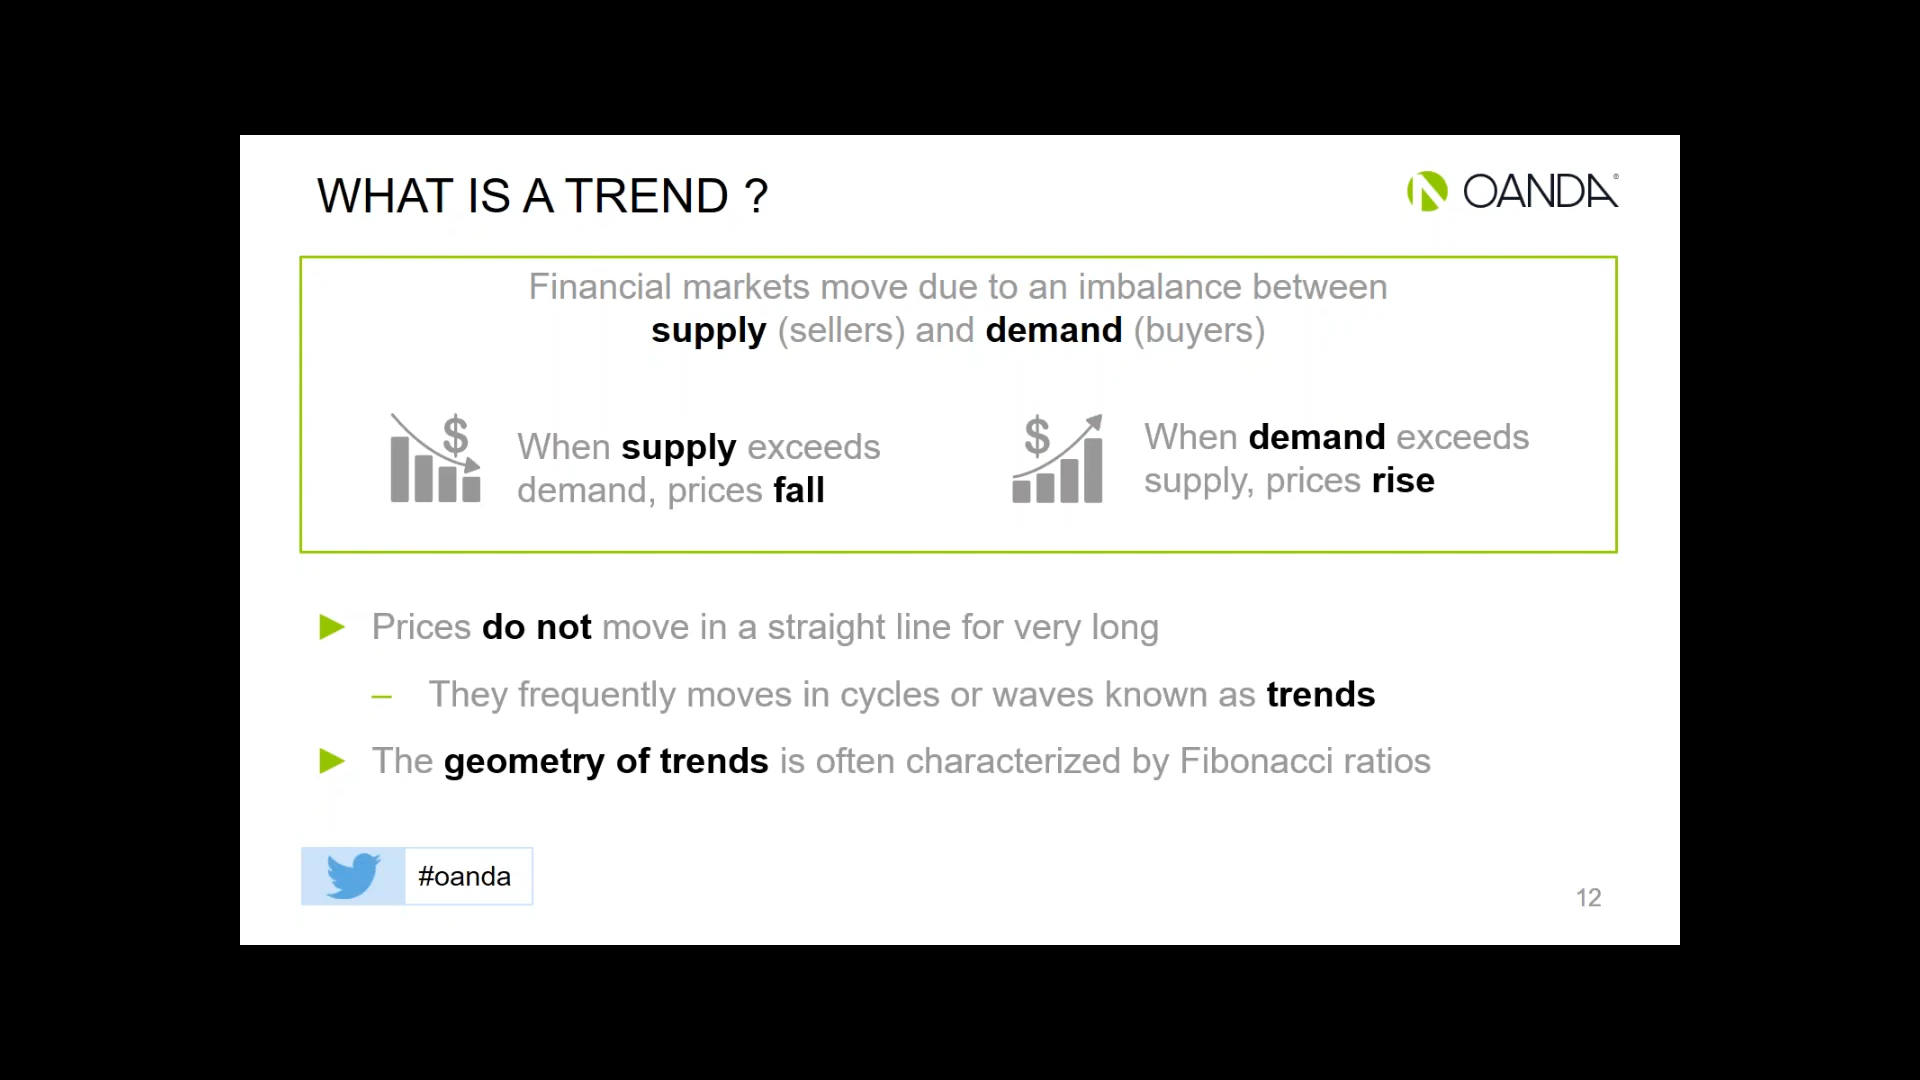 WHAT IS A TREND ?
OANDA®
Financial markets move due to an imbalance between
supply (sellers) and demand (buyers)
$
When supply exceeds
demand, prices fall
$
When demand exceeds
supply, prices rise
► Prices do not move in a straight line for very long
– They frequently moves in cycles or waves known as trends
► The geometry of trends is often characterized by Fibonacci ratios
#oanda
12